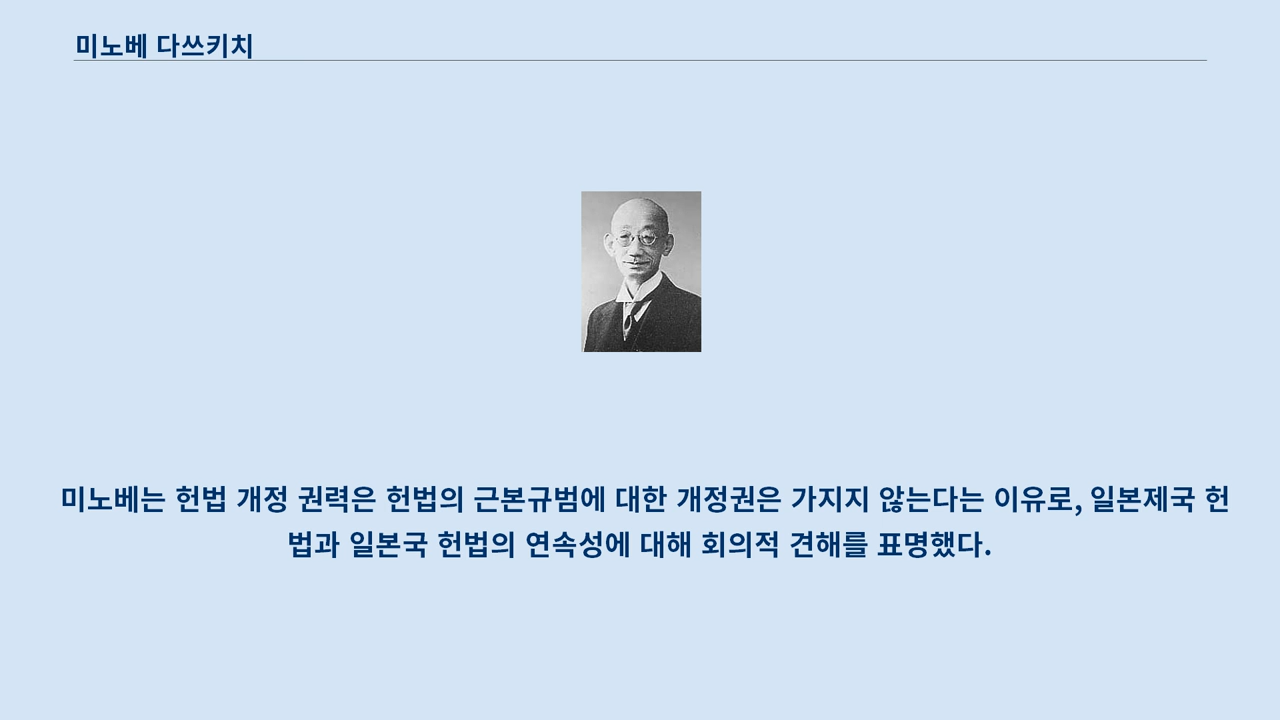 미노베 다쓰키치
미노베는 헌법 개정 권력은 헌법의 근본규범에 대한 개정권은 가지지 않는다는 이유로, 일본제국 헌
법과 일본국 헌법의 연속성에 대해 회의적 견해를 표명했다.